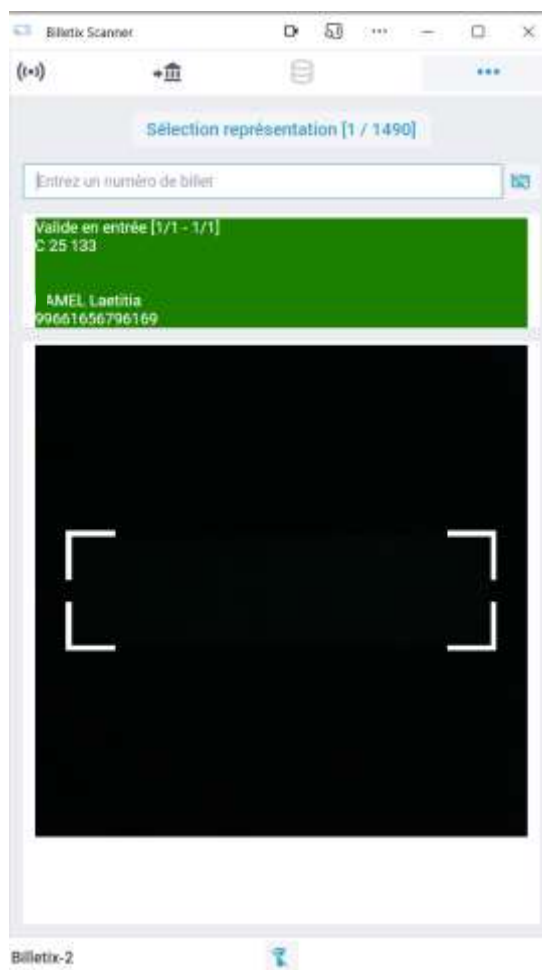 Billetix Scanner
Sélection représentation [1 / 1490]
Entrez un numéro de billet
Valide en entrée [1/1 - 1/1]
C 25 133
AMEL Laetitia
99661656796169
Billetix-2